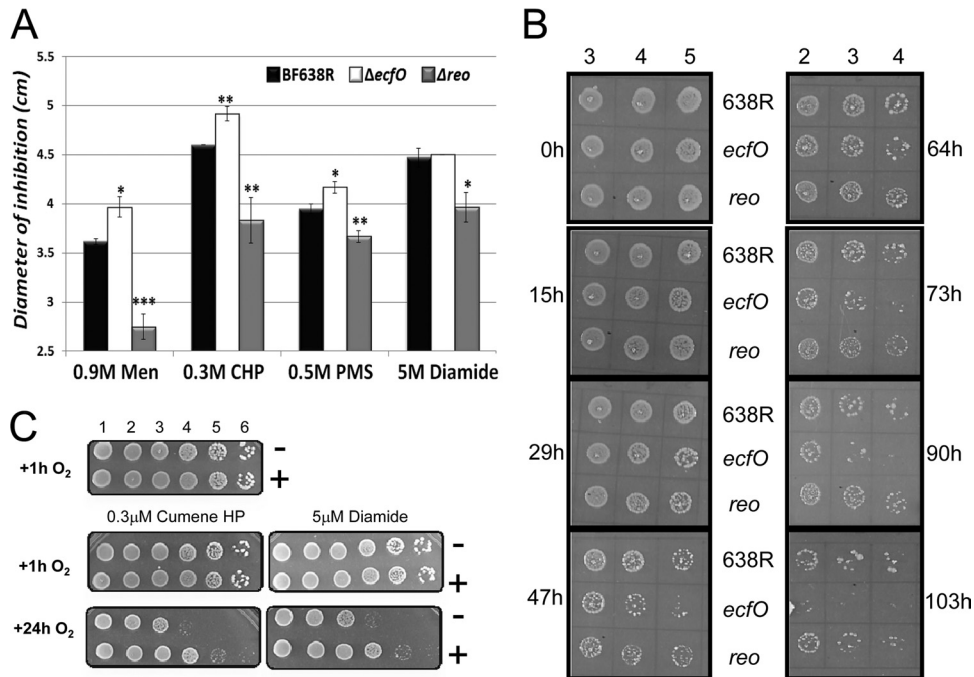 A
Diameter of inhibition (cm)
5.5
5
4.5
4
3.5
3
2.5
BF638R ΔecfO Δreo
* ***
** **
* **
*
0.9M Men 0.3M CHP 0.5M PMS 5M Diamide
B
3 4 5
2 3 4
0h
638R
ecfO
reo
64h
15h
638R
ecfO
reo
73h
29h
638R
ecfO
reo
90h
47h
638R
ecfO
reo
103h
C
1 2 3 4 5 6
+1h O₂
-
+
0.3µM Cumene HP 5µM Diamide
+1h O₂
-
+
+24h O₂
-
+